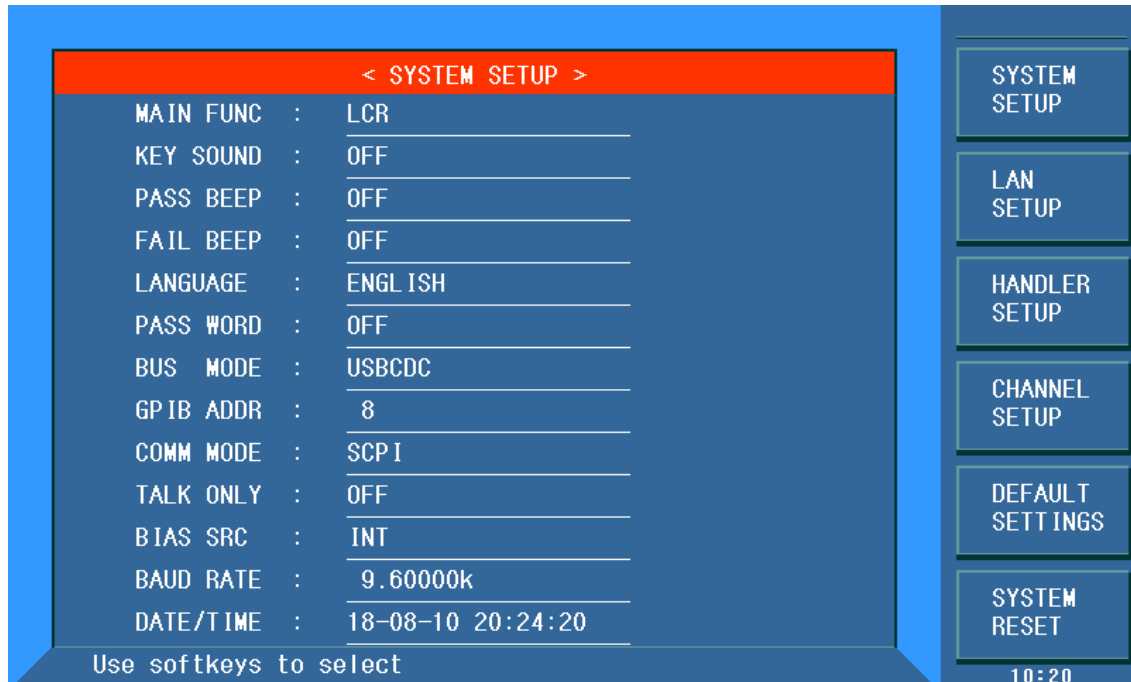 < SYSTEM SETUP >
MAIN FUNC : LCR
KEY SOUND : OFF
PASS BEEP : OFF
FAIL BEEP : OFF
LANGUAGE : ENGLISH
PASS WORD : OFF
BUS MODE : USBCDC
GPIB ADDR : 8
COMM MODE : SCPI
TALK ONLY : OFF
BIAS SRC : INT
BAUD RATE : 9.60000k
DATE/TIME : 18-08-10 20:24:20
Use softkeys to select
SYSTEM
SETUP
LAN
SETUP
HANDLER
SETUP
CHANNEL
SETUP
DEFAULT
SETTINGS
SYSTEM
RESET
10:20